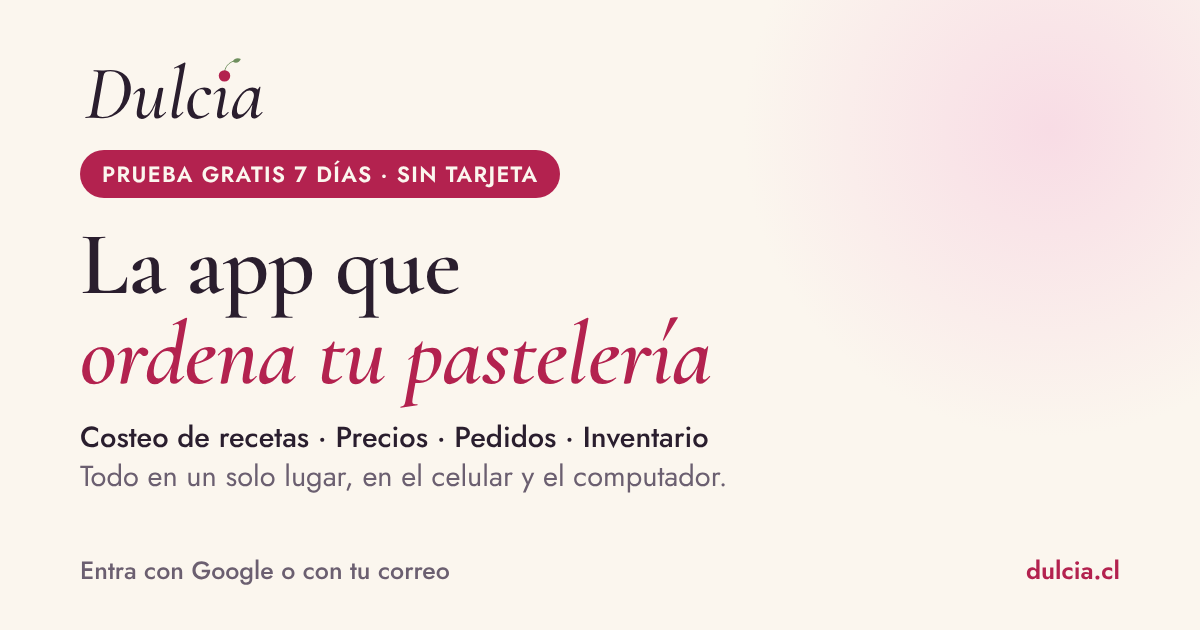 Dulcía
PRUEBA GRATIS 7 DÍAS · SIN TARJETA
La app que
ordena tu pastelería
Costeo de recetas · Precios · Pedidos · Inventario
Todo en un solo lugar, en el celular y el computador.
Entra con Google o con tu correo
dulcia.cl